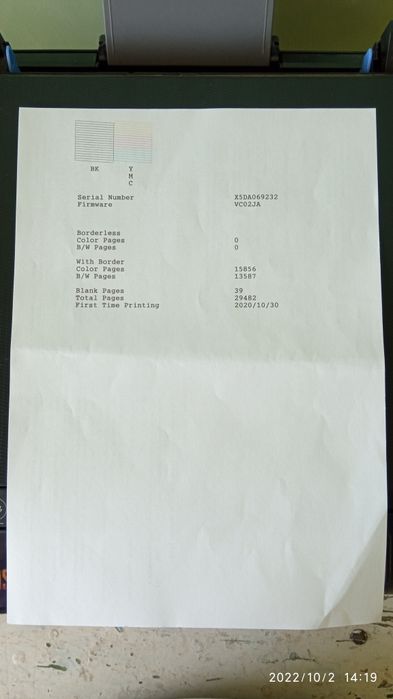 BK Y
M
C
Serial Number X5DA069232
Firmware VC02JA
Borderless
Color Pages 0
B/W Pages 0
With Border
Color Pages 15856
B/W Pages 13587
Blank Pages 39
Total Pages 29482
First Time Printing 2020/10/30
2022/10/2 14:19